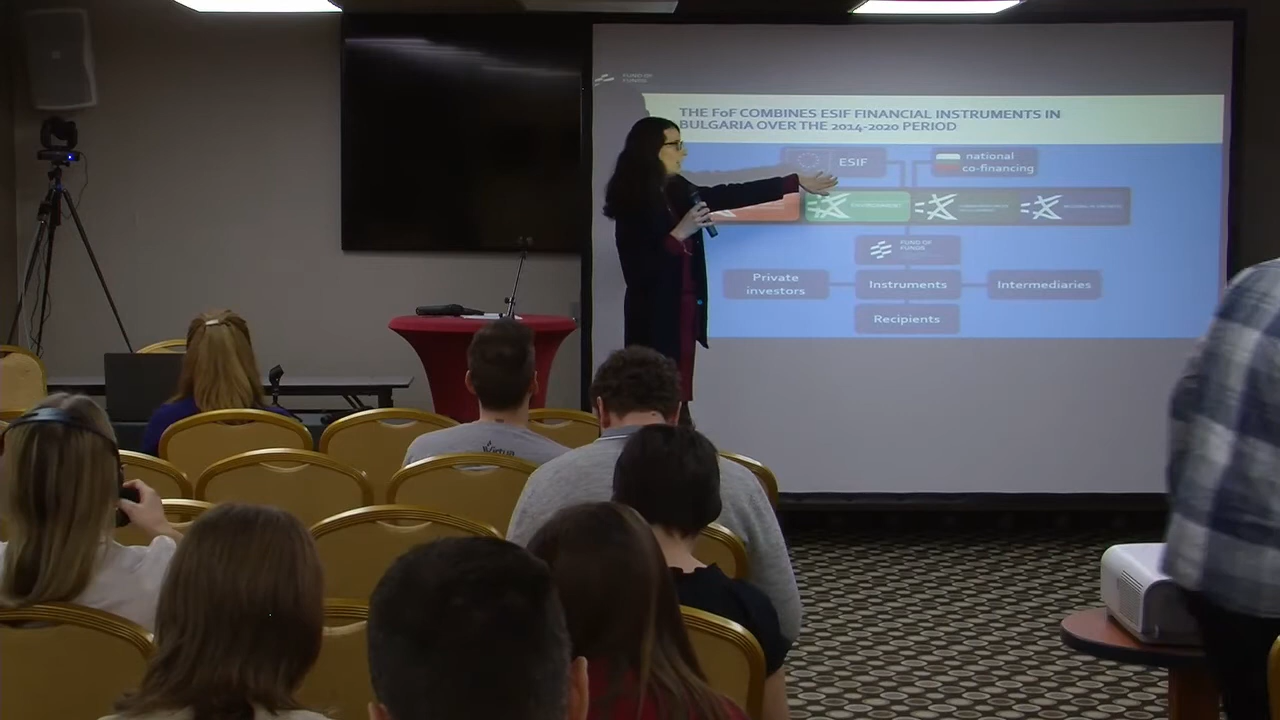 FUND OF
FUNDS
THE FoF COMBINES ESIF FINANCIAL INSTRUMENTS IN
BULGARIA OVER THE 2014-2020 PERIOD
ESIF
national
co-financing
ENVIRONMENT
FUND OF
FUNDS
Private
investors
Instruments
Intermediaries
Recipients